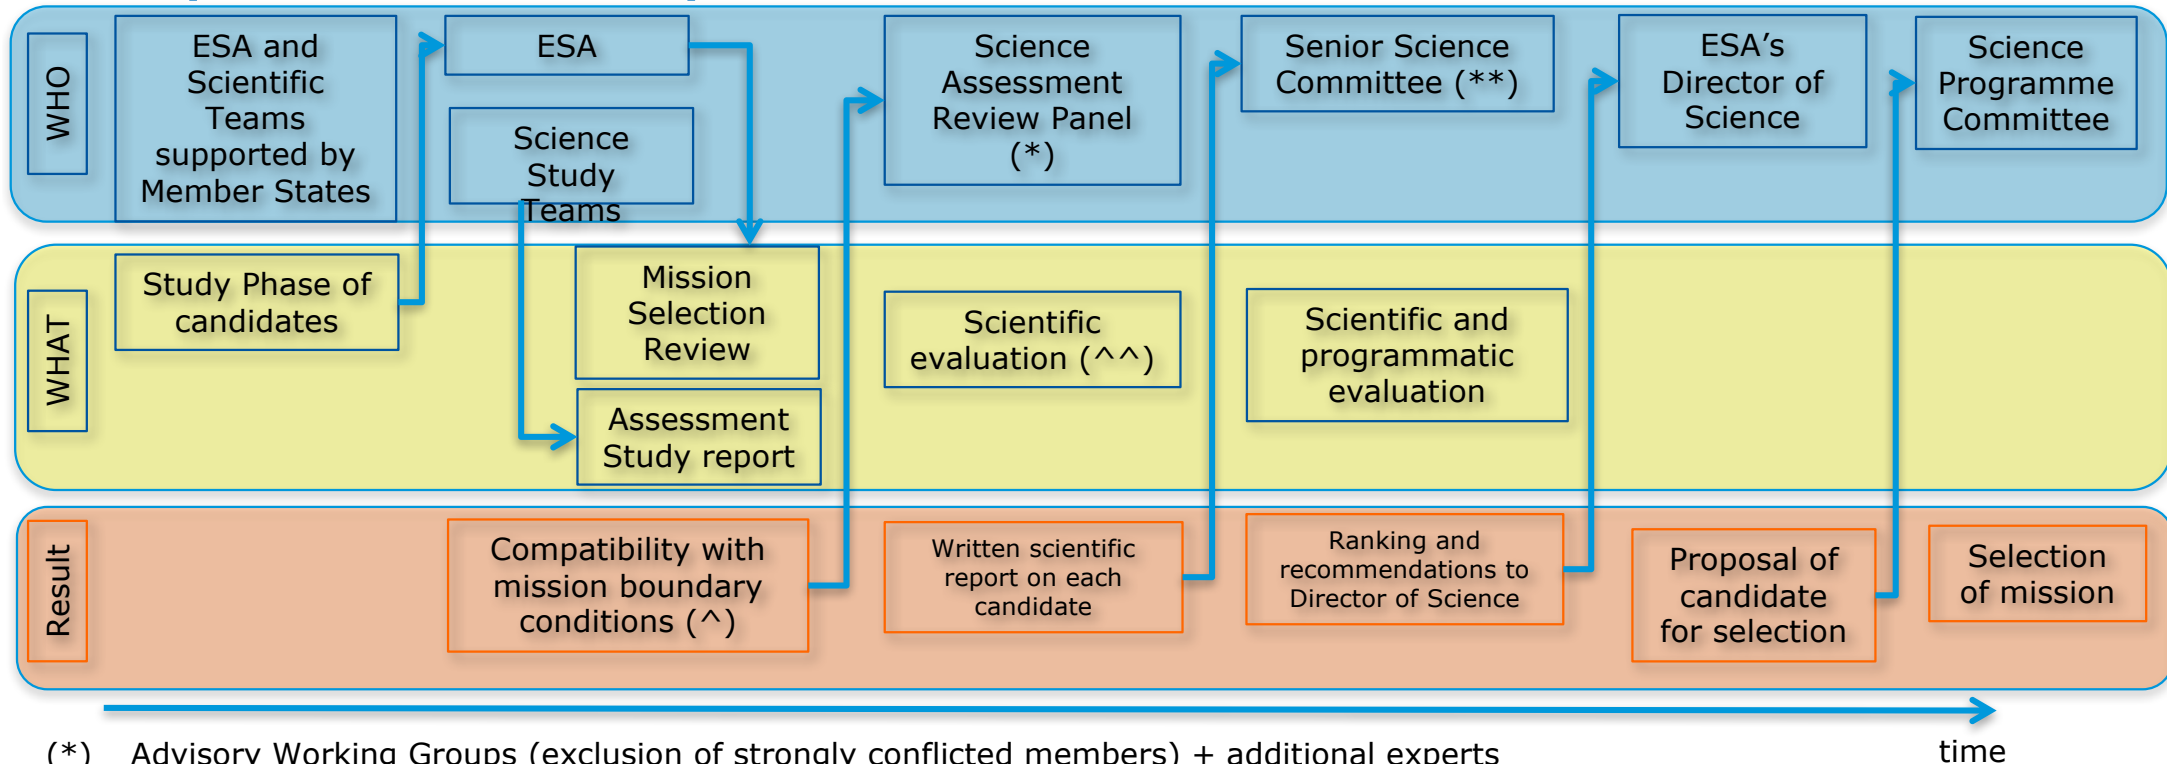 WHO
ESA and
Scientific
Teams
supported by
Member States
ESA
Science
Study
Teams
Science
Assessment
Review Panel
(*)
Senior Science
Committee (**)
ESA's
Director of
Science
Science
Programme
Committee
WHAT
Study Phase of
candidates
Mission
Selection
Review
Assessment
Study report
Scientific
evaluation (^^)
Scientific and
programmatic
evaluation
Result
Compatibility with
mission boundary
conditions (^)
Written scientific
report on each
candidate
Ranking and
recommendations to
Director of Science
Proposal of
candidate
for selection
Selection
of mission
time
(*) Advisory Working Groups (exclusion of strongly conflicted members) + additional experts